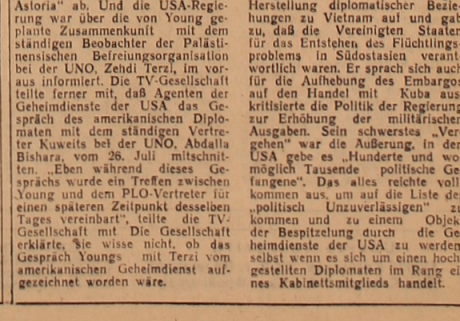 Astoria" ab. Und die USA-Regie-
rung war über die von Young ge-
plante Zusammenkunft mit dem
ständigen Beobachter der Palästi-
nensischen Befreiungsorganisation
bei der UNO, Zehdi Terzi, im vor-
aus informiert. Die TV-Gesellschaft
teilte ferner mit, daß Agenten der
Geheimdienste der USA das Ge-
spräch des amerikanischen Diplo-
maten mit dem ständigen Vertre-
ter Kuweits bei der UNO, Abdalla
Bishara, vom 26. Juli mitschnit-
ten. „Eben während dieses Ge-
sprächs wurde ein Treffen zwischen
Young und dem PLO-Vertreter für
einen späteren Zeitpunkt desselben
Tages vereinbart", teilte die TV-
Gesellschaft mit Die Gesellschaft
erklärte, sie wisse nicht, ob das
Gespräch Youngs mit Terzi vom
amerikanischen Geheimdienst auf-
gezeichnet worden wäre.
Herstellung diplomatischer Bezie-
hungen zu Vietnam auf und gab
zu, daß die Vereinigten Staaten
für das Entstehen des Flüchtlings-
problems in Südostasien verant-
wortlich waren. Er sprach sich auch
für die Aufhebung des Embargos
auf den Handel mit Kuba aus
kritisierte die Politik der Regierung
zur Erhöhung der militärischen
Ausgaben. Sein schwerstes „Ver-
gehen" war die Äußerung, in der
USA gebe es „Hunderte und wo
möglich Tausende politische Ge
fangene". Das alles reichte voll
kommen aus, um auf die Liste de
„politisch Unzuverlässigen" zu
kommen und zu einem Objek
der Bespitzelung durch die Ge
heimdienste der USA zu werden
selbst wenn es sich um einen hoch
gestellten Diplomaten im Rang ei
nes Kabinettsmitglieds handelt.